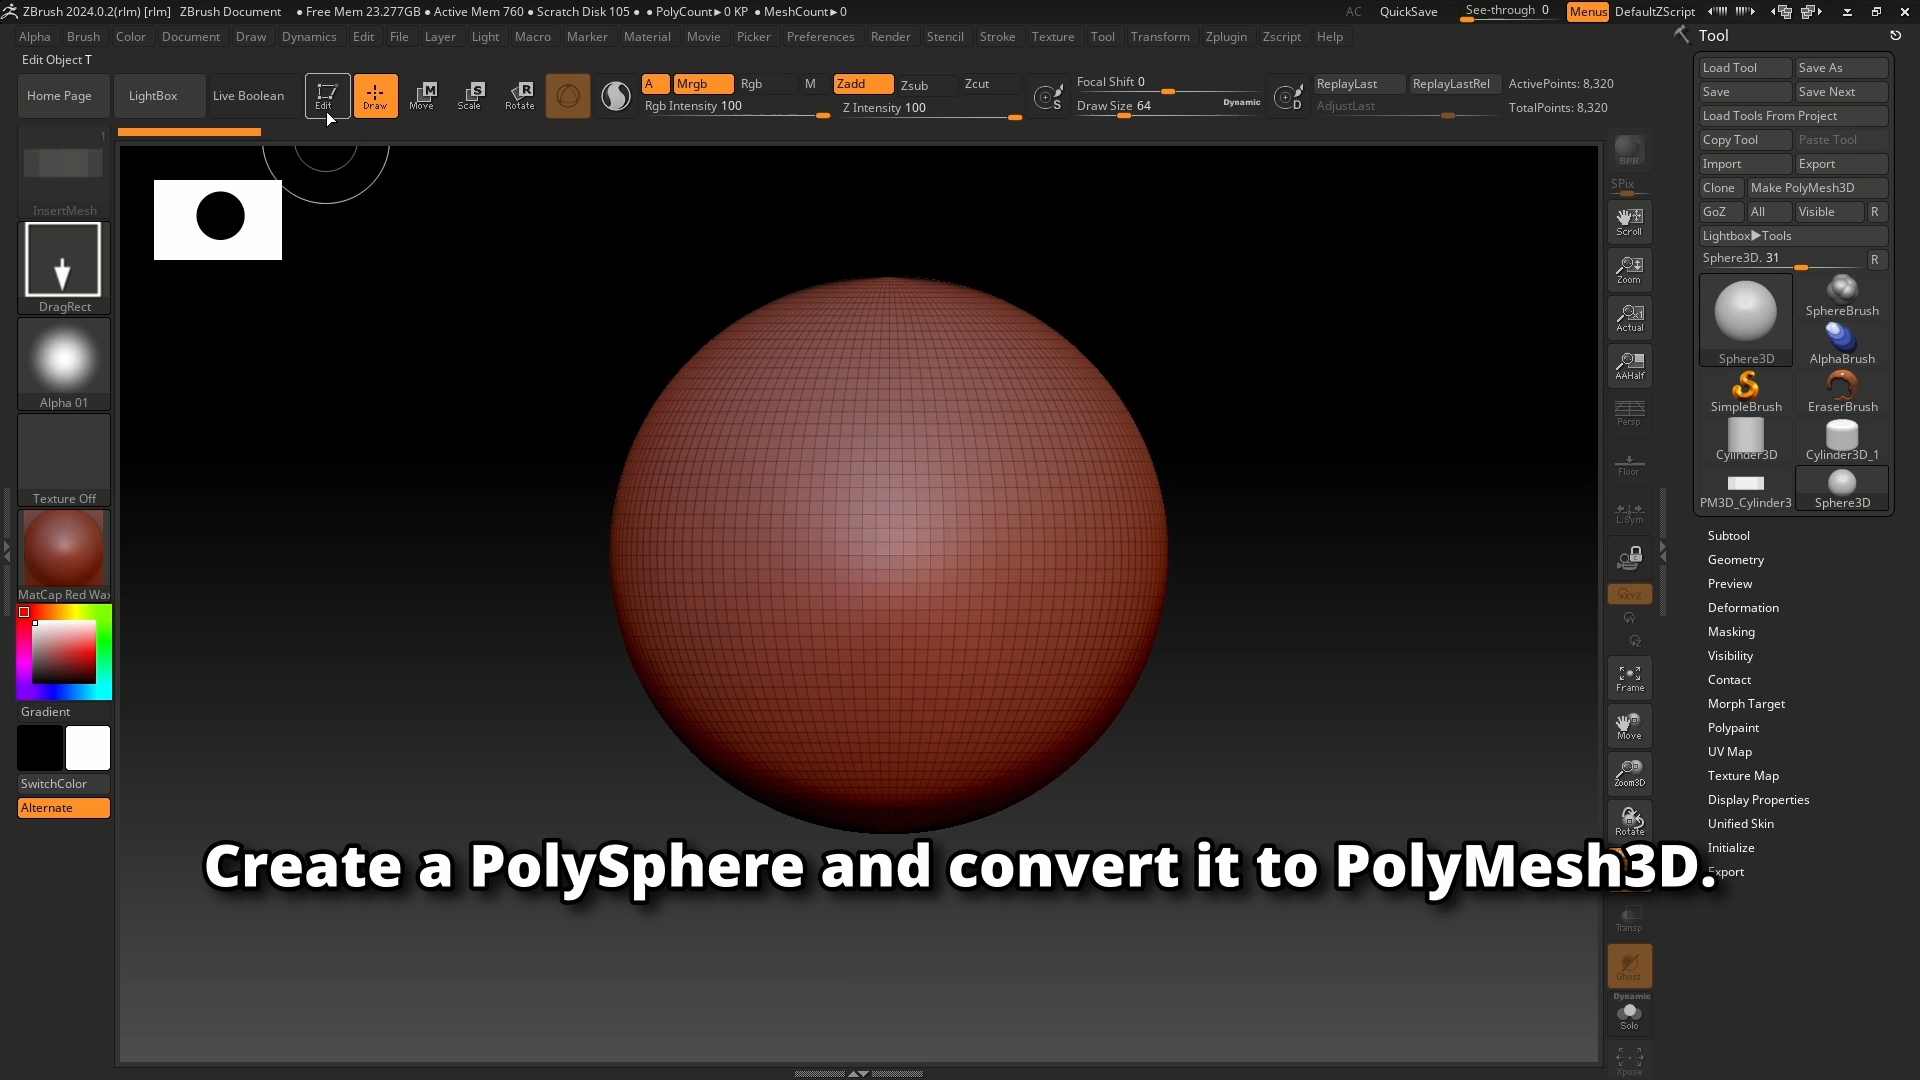 ZBrush 2024.0.2(rlm) [rlm] ZBrush Document • Free Mem 23.277GB • Active Mem 760 • Scratch Disk 105 • • PolyCount► 0 KP • MeshCount► 0 AC QuickSave See-through 0 Menus DefaultZScript
Alpha Brush Color Document Draw Dynamics Edit File Layer Light Macro Marker Material Movie Picker Preferences Render Stencil Stroke Texture Tool Transform Zplugin Zscript Help
Edit Object T
Home Page LightBox Live Boolean Edit Draw Move Scale Rotate
A Mrgb Rgb M Zadd Zsub Zcut
Rgb Intensity 100 Z Intensity 100
Focal Shift 0
Draw Size 64 Dynamic
ReplayLast ReplayLastRel ActivePoints: 8,320
AdjustLast TotalPoints: 8,320
1
InsertMesh
DragRect
Alpha 01
Texture Off
MatCap Red Wax
Gradient
SwitchColor
Alternate
BPR
SPix
Scroll
Zoom
Actual
AAHalf
Persp
Floor
L.Sym
XYZ
Frame
Move
Zoom3D
Rotate
Transp
Ghost
Dynamic
Solo
Xpose
Tool
Load Tool Save As
Save Save Next
Load Tools From Project
Copy Tool Paste Tool
Import Export
Clone Make PolyMesh3D
GoZ All Visible R
Lightbox►Tools
Sphere3D. 31 R
Sphere3D SphereBrush
AlphaBrush
SimpleBrush EraserBrush
Cylinder3D Cylinder3D_1
PM3D_Cylinder3 Sphere3D
Subtool
Geometry
Preview
Deformation
Masking
Visibility
Contact
Morph Target
Polypaint
UV Map
Texture Map
Display Properties
Unified Skin
Initialize
Export
Create a PolySphere and convert it to PolyMesh3D.